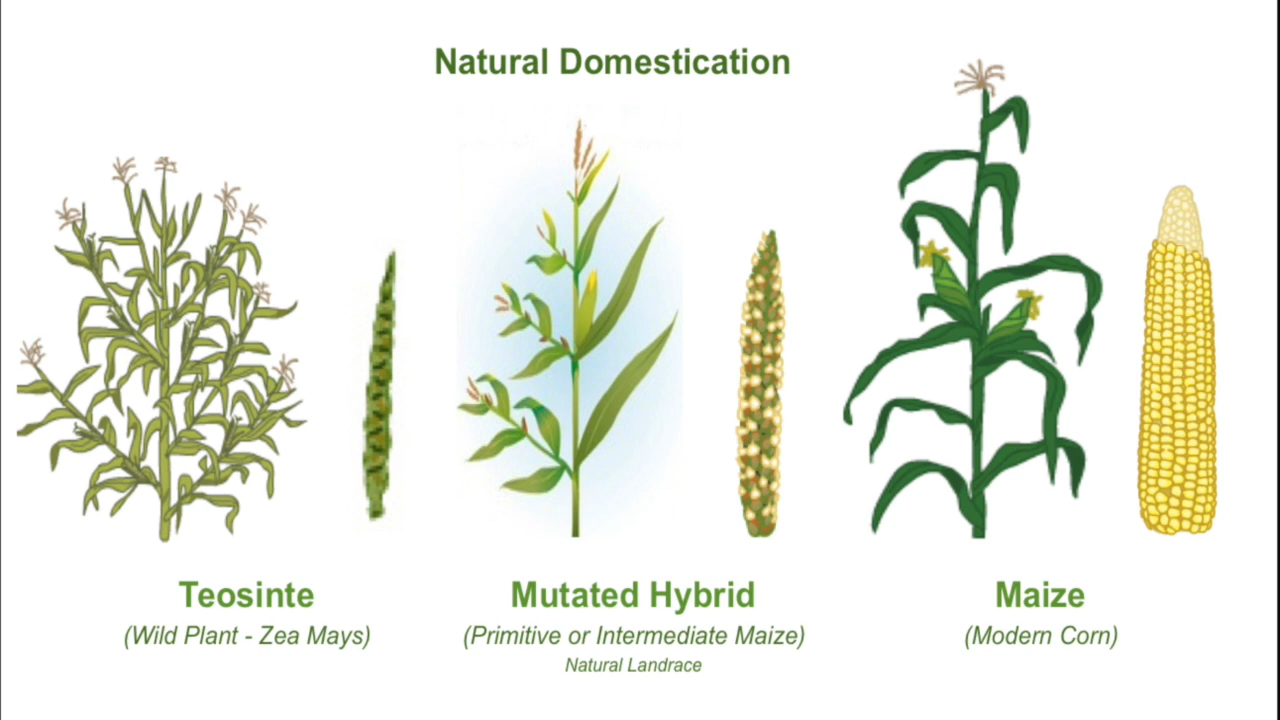 Natural Domestication
Teosinte
(Wild Plant - Zea Mays)
Mutated Hybrid
(Primitive or Intermediate Maize)
Natural Landrace
Maize
(Modern Corn)